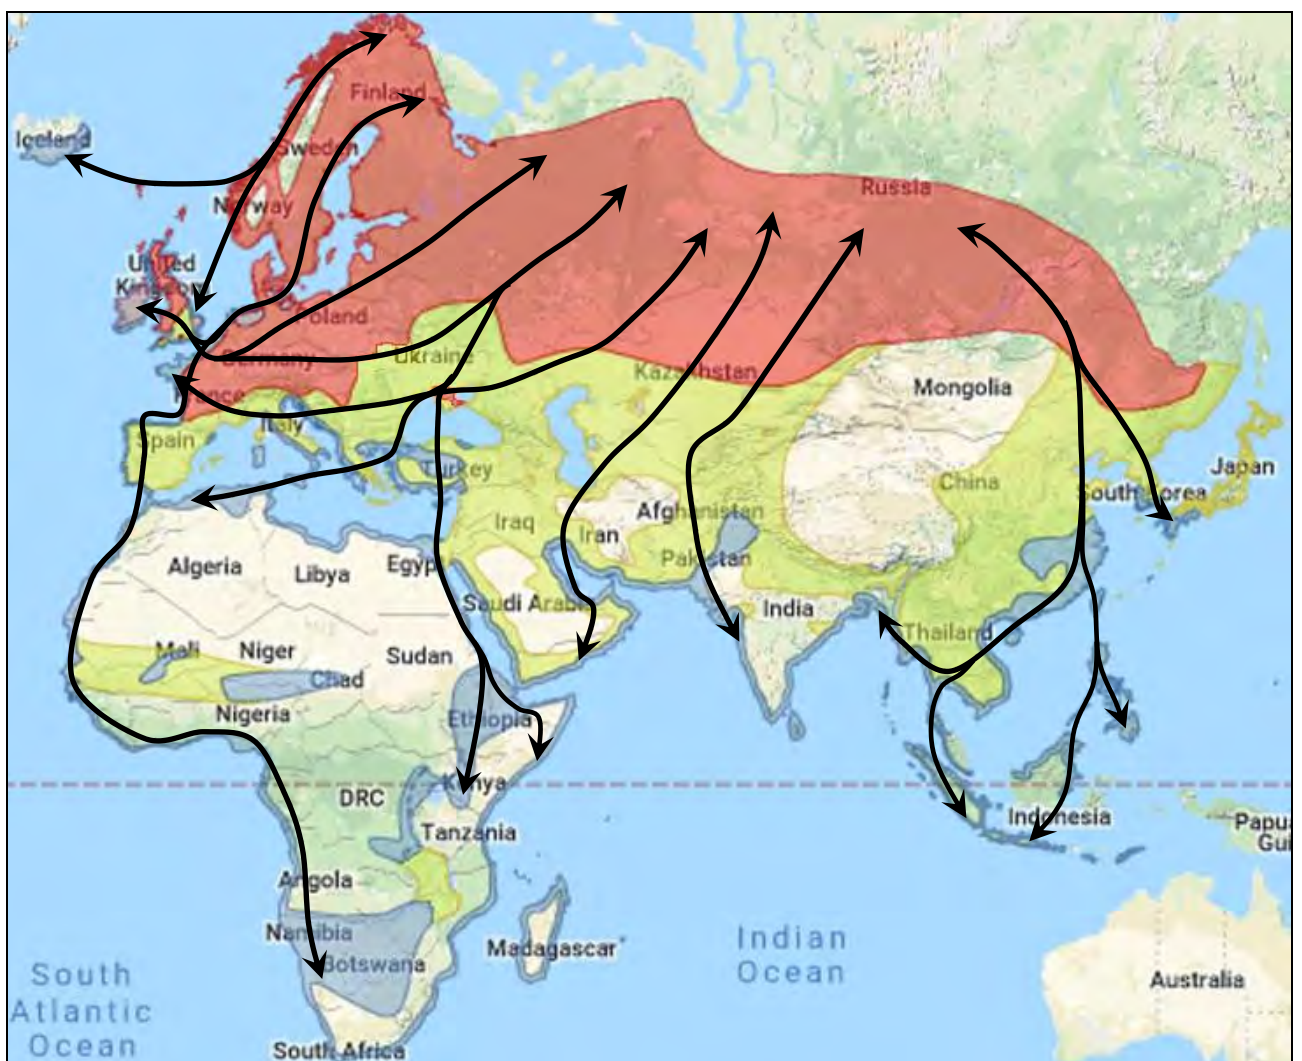 Finland
Iceland
Sweden
Russia
Norway
United
Kingdom
Poland
Ukraine
Germany
Kazakhstan
Mongolia
France
Italy
Spain
Turkey
Japan
China
South Korea
Afghanistan
Iraq
Iran
Pakistan
Algeria
Libya
Egypt
Saudi Arabia
India
Thailand
Mali
Niger
Sudan
Chad
Nigeria
Ethiopia
Kenya
DRC
Tanzania
Indonesia
Papua
Gui
Angola
Namibia
Botswana
Madagascar
Indian
Ocean
Australia
South
Atlantic
Ocean
South Africa